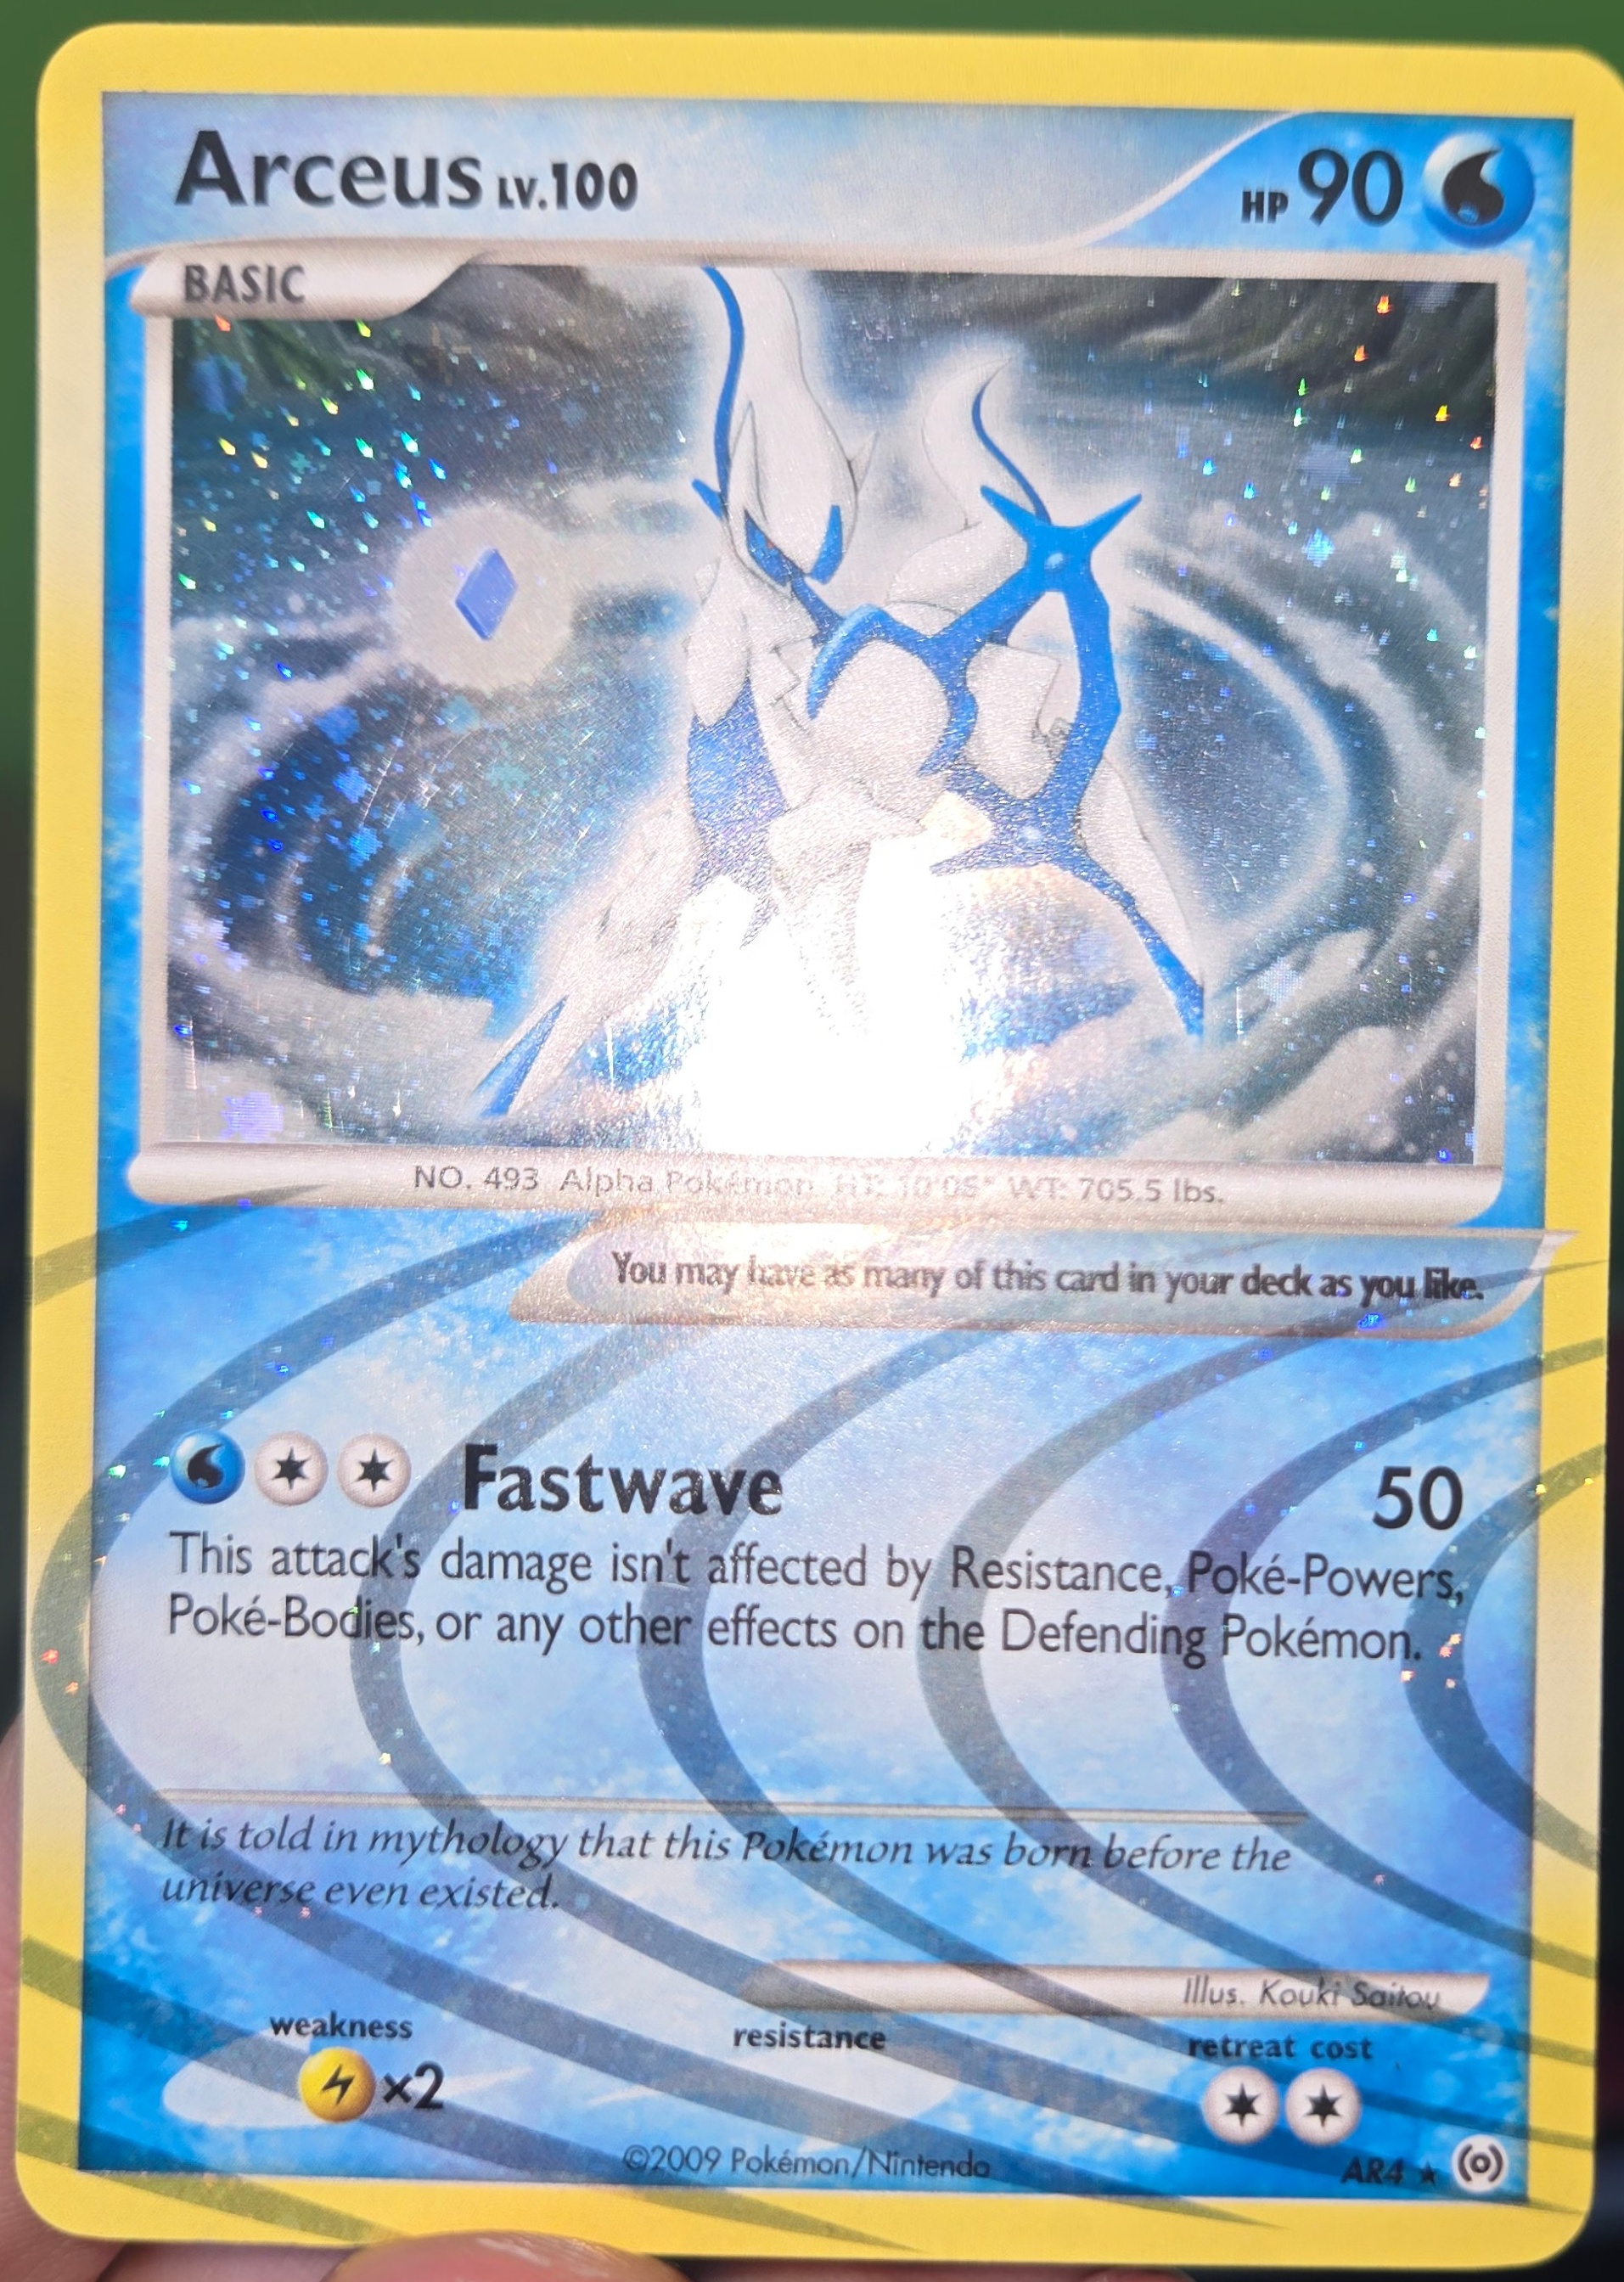 Arceus LV.100
HP 90
BASIC
NO. 493 Alpha Pokémon HT: 10'05" WT: 705.5 lbs.
You may have as many of this card in your deck as you like.
Fastwave 50
This attack's damage isn't affected by Resistance, Poké-Powers,
Poké-Bodies, or any other effects on the Defending Pokémon.
It is told in mythology that this Pokémon was born before the
universe even existed.
Illus. Kouki Saitou
weakness resistance retreat cost
×2
©2009 Pokémon/Nintendo
AR4 ★